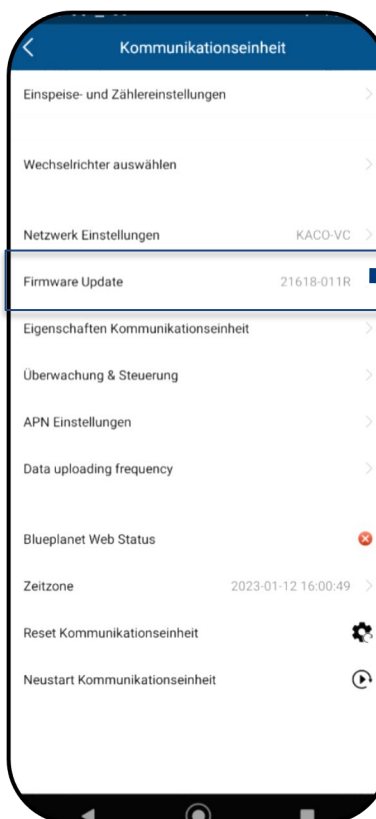 Kommunikationseinheit
Einspeise- und Zählereinstellungen
Wechselrichter auswählen
Netzwerk Einstellungen KACO-VC
Firmware Update 21618-011R
Eigenschaften Kommunikationseinheit
Überwachung & Steuerung
APN Einstellungen
Data uploading frequency
Blueplanet Web Status
Zeitzone 2023-01-12 16:00:49
Reset Kommunikationseinheit
Neustart Kommunikationseinheit